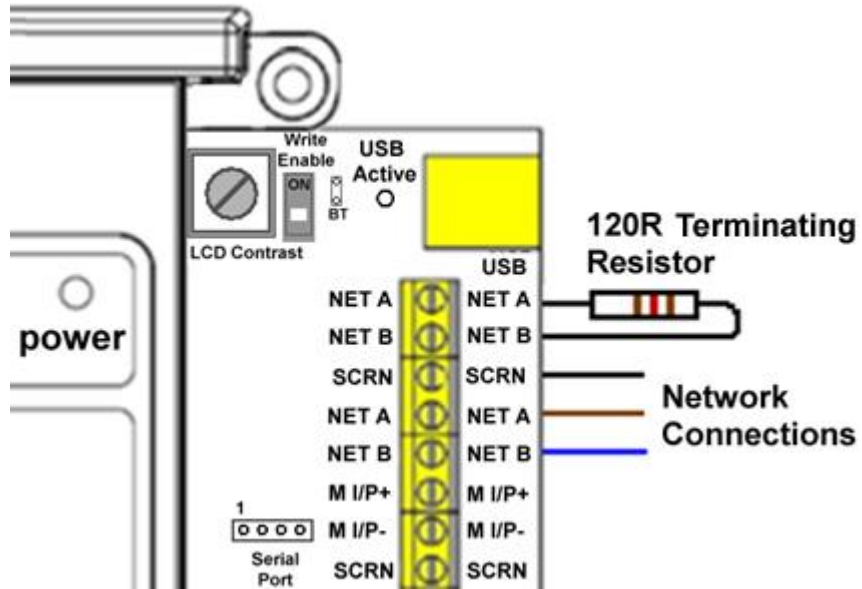 Write
Enable
USB
Active
ON
BT
LCD Contrast
USB
120R Terminating
Resistor
power
NET A NET A
NET B NET B
SCRN SCRN
NET A NET A
NET B NET B
Network
Connections
M I/P+ M I/P+
1
M I/P- M I/P-
Serial
Port
SCRN SCRN